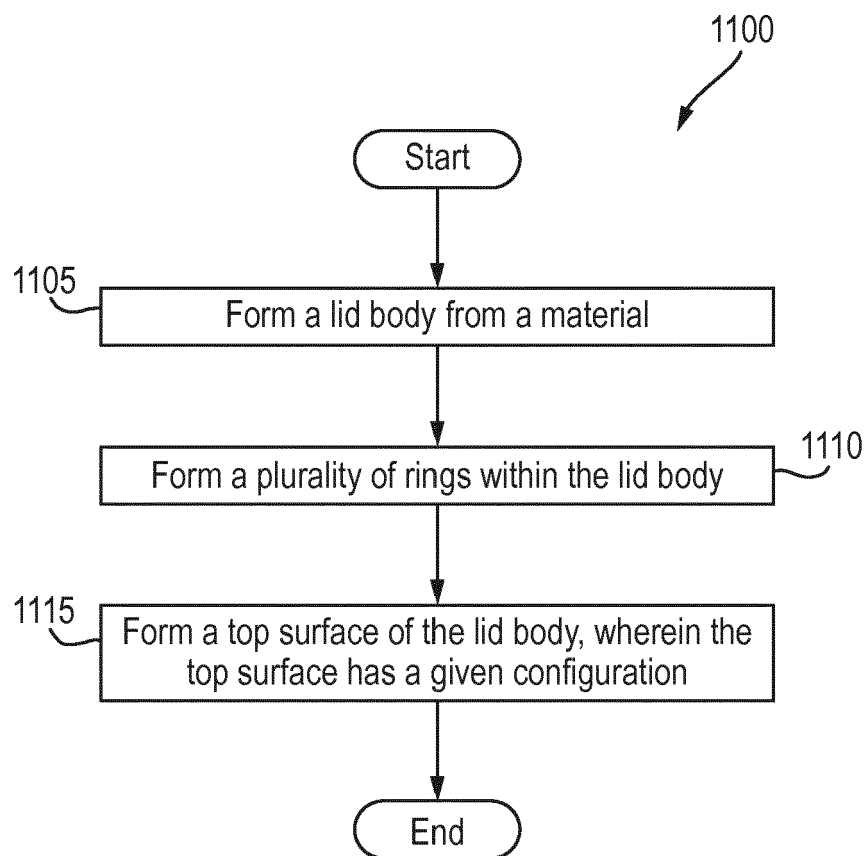 1100
Start
1105
Form a lid body from a material
1110
Form a plurality of rings within the lid body
1115
Form a top surface of the lid body, wherein the
top surface has a given configuration
End